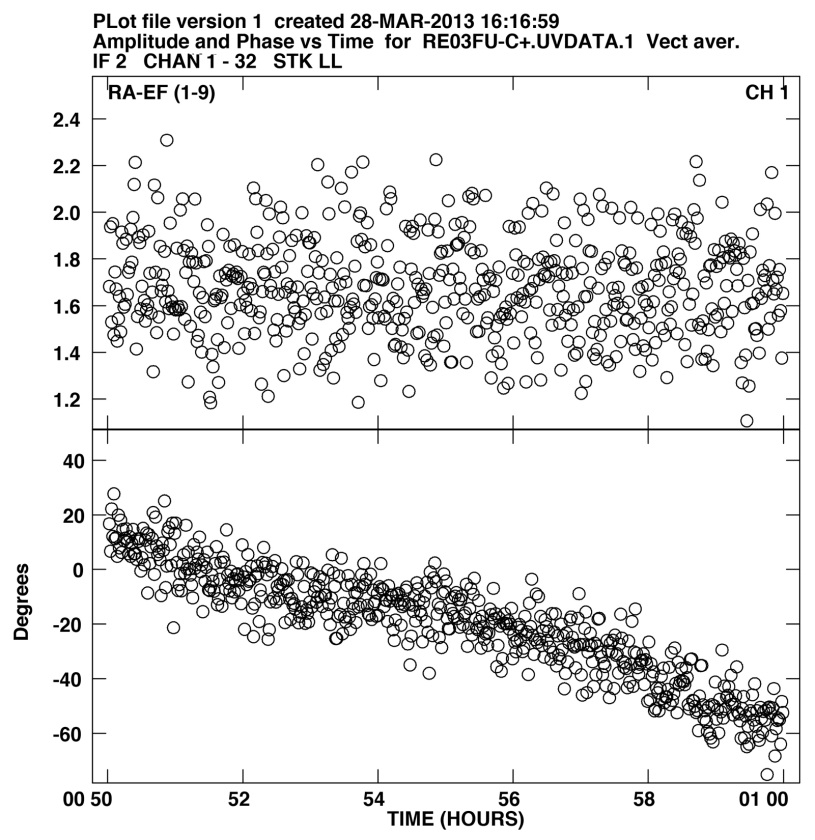 PLot file version 1 created 28-MAR-2013 16:16:59
Amplitude and Phase vs Time for RE03FU-C+.UVDATA.1 Vect aver.
IF 2 CHAN 1 - 32 STK LL
RA-EF (1-9) CH 1
2.4
2.2
2.0
1.8
1.6
1.4
1.2
40
20
0
-20
-40
-60
Degrees
00 50 52 54 56 58 01 00
TIME (HOURS)